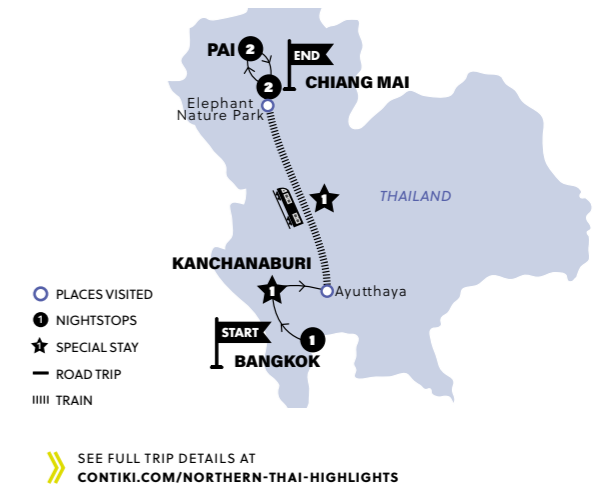 PAI
2
END
2
CHIANG MAI
Elephant
Nature Park
THAILAND
1
KANCHANABURI
1
Ayutthaya
START
1
BANGKOK
PLACES VISITED
1 NIGHTSTOPS
1 SPECIAL STAY
ROAD TRIP
TRAIN
SEE FULL TRIP DETAILS AT
CONTIKI.COM/NORTHERN-THAI-HIGHLIGHTS